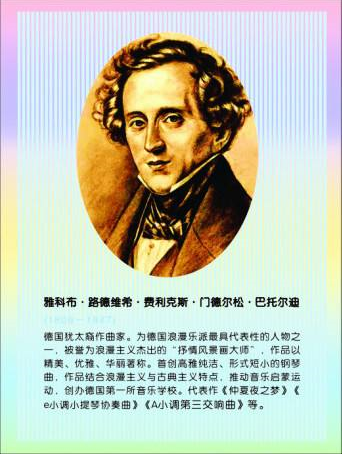 雅科布·路德维希·费利克斯·门德尔松·巴托尔迪
(1809－1847)
德国犹太裔作曲家。为德国浪漫乐派最具代表性的人物之
一，被誉为浪漫主义杰出的“抒情风景画大师”，作品以
精美、优雅、华丽著称。首创高雅纯洁、形式短小的钢琴
曲，作品结合浪漫主义与古典主义特点，推动音乐启蒙运
动，创办德国第一所音乐学校。代表作《仲夏夜之梦》《
e小调小提琴协奏曲》《A小调第三交响曲》等。